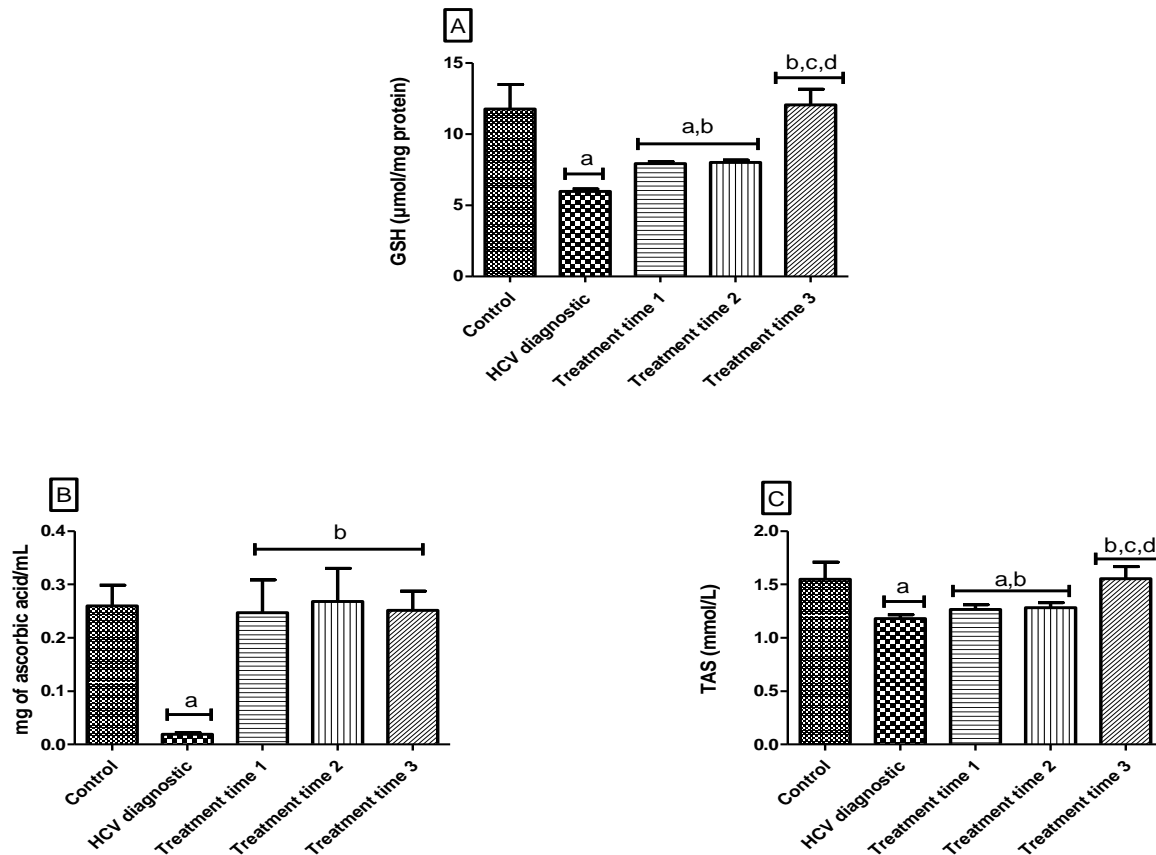 A
GSH (µmol/mg protein)
15
10
5
0
a
a,b
b,c,d
Control
HCV diagnostic
Treatment time 1
Treatment time 2
Treatment time 3
B
mg of ascorbic acid/mL
0.4
0.3
0.2
0.1
0.0
a
b
Control
HCV diagnostic
Treatment time 1
Treatment time 2
Treatment time 3
C
TAS (mmol/L)
2.0
1.5
1.0
0.5
0.0
a
a,b
b,c,d
Control
HCV diagnostic
Treatment time 1
Treatment time 2
Treatment time 3